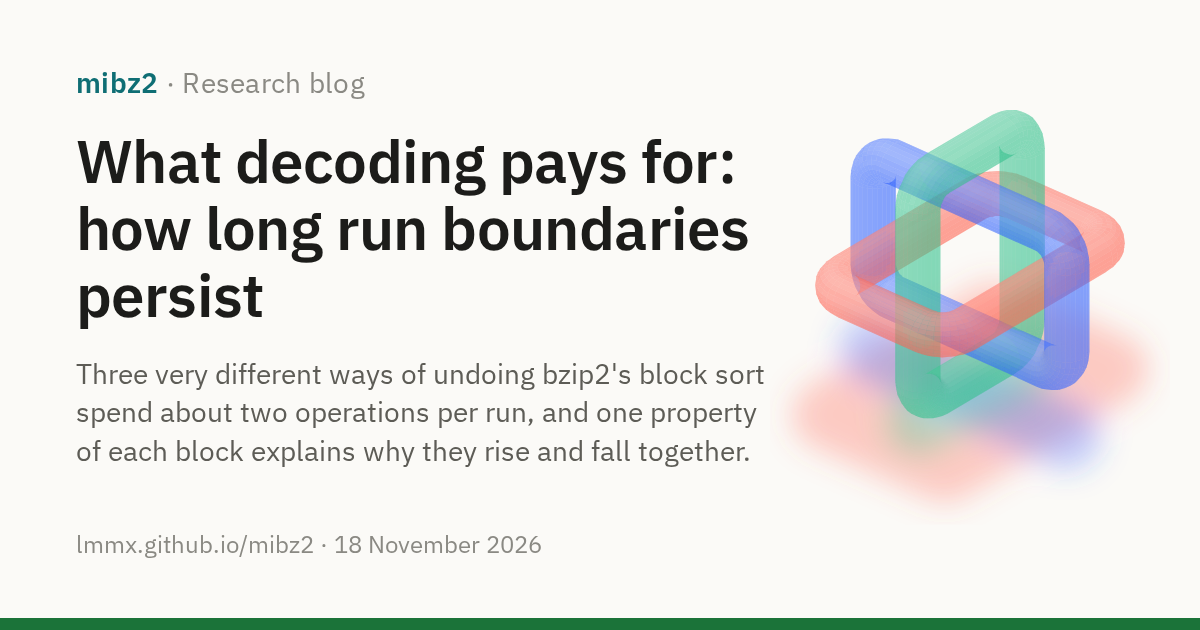 mibz2 · Research blog
What decoding pays for:
how long run boundaries
persist
Three very different ways of undoing bzip2's block sort
spend about two operations per run, and one property
of each block explains why they rise and fall together.
lmmx.github.io/mibz2 · 18 November 2026